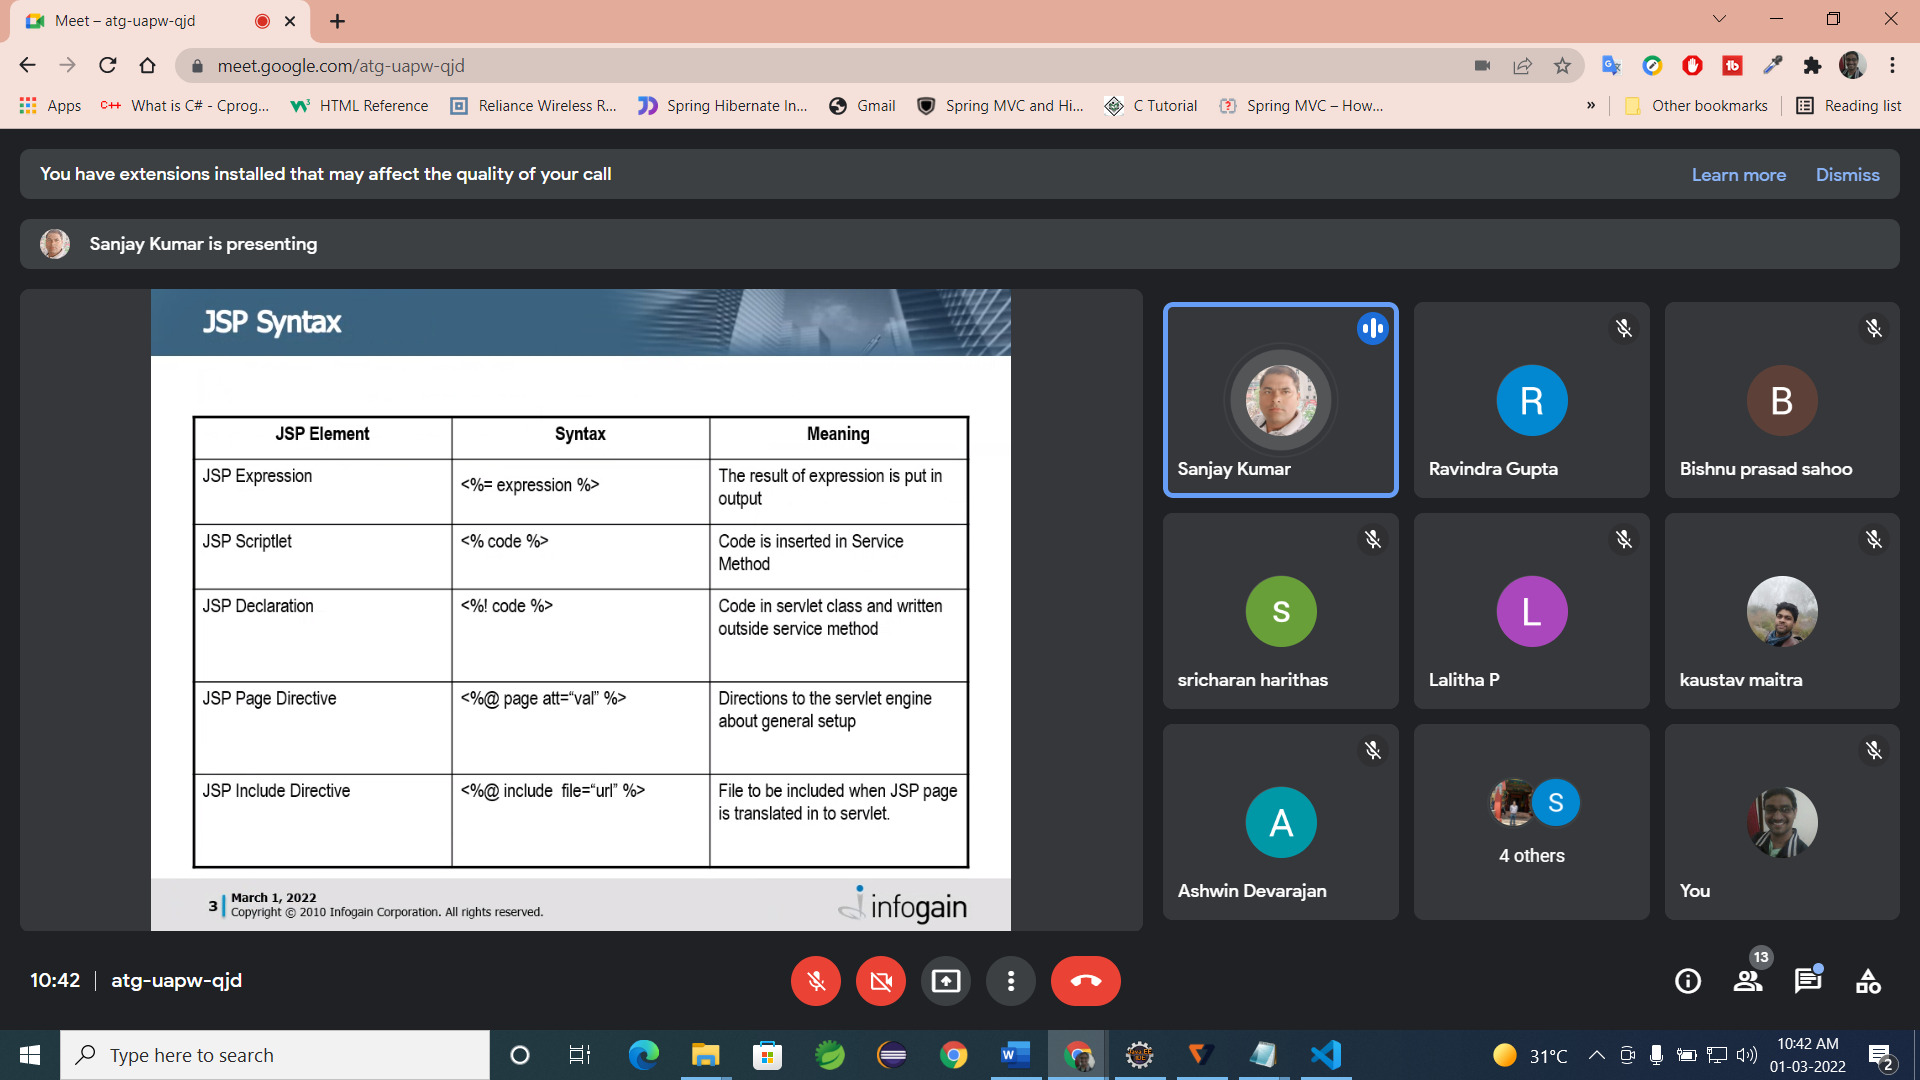 Meet – atg-uapw-qjd
meet.google.com/atg-uapw-qjd
Apps
C++ What is C# - Cprog...
HTML Reference
Reliance Wireless R...
Spring Hibernate In...
Gmail
Spring MVC and Hi...
C Tutorial
Spring MVC – How...
»
Other bookmarks
Reading list
You have extensions installed that may affect the quality of your call
Learn more
Dismiss
Sanjay Kumar is presenting
JSP Syntax
JSP Element
Syntax
Meaning
JSP Expression
<%= expression %>
The result of expression is put in
output
JSP Scriptlet
<% code %>
Code is inserted in Service
Method
JSP Declaration
<%! code %>
Code in servlet class and written
outside service method
JSP Page Directive
<%@ page att=“val” %>
Directions to the servlet engine
about general setup
JSP Include Directive
<%@ include file=“url” %>
File to be included when JSP page
is translated in to servlet.
3
March 1, 2022
Copyright © 2010 Infogain Corporation. All rights reserved.
infogain
Sanjay Kumar
R
Ravindra Gupta
B
Bishnu prasad sahoo
S
sricharan harithas
L
Lalitha P
kaustav maitra
A
Ashwin Devarajan
S
4 others
You
10:42
atg-uapw-qjd
13
Type here to search
31°C
10:42 AM
01-03-2022
2